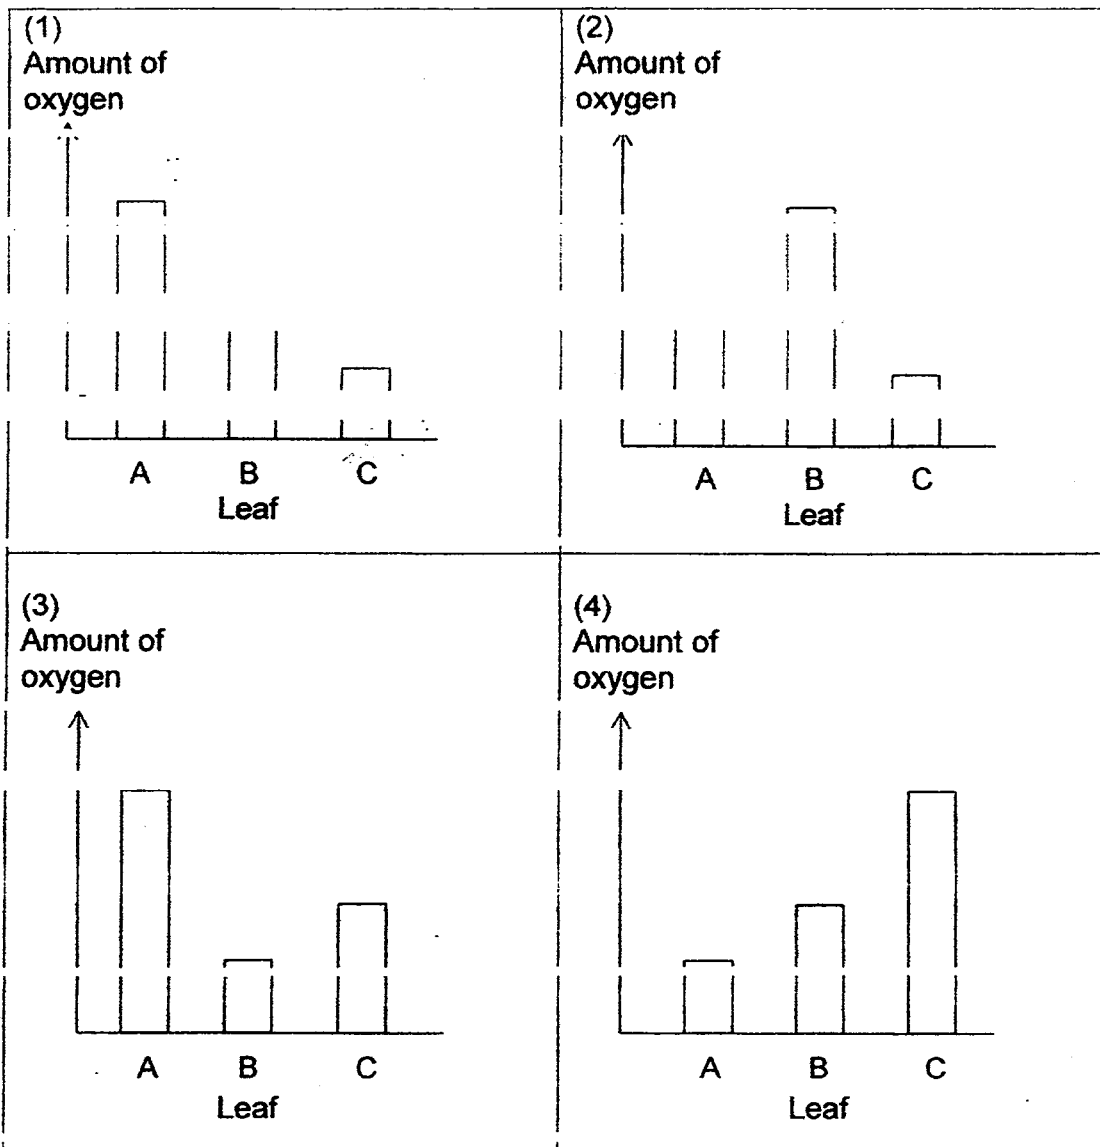 (1)
Amount of
oxygen
A B C
Leaf
(2)
Amount of
oxygen
A B C
Leaf
(3)
Amount of
oxygen
A B C
Leaf
(4)
Amount of
oxygen
A B C
Leaf